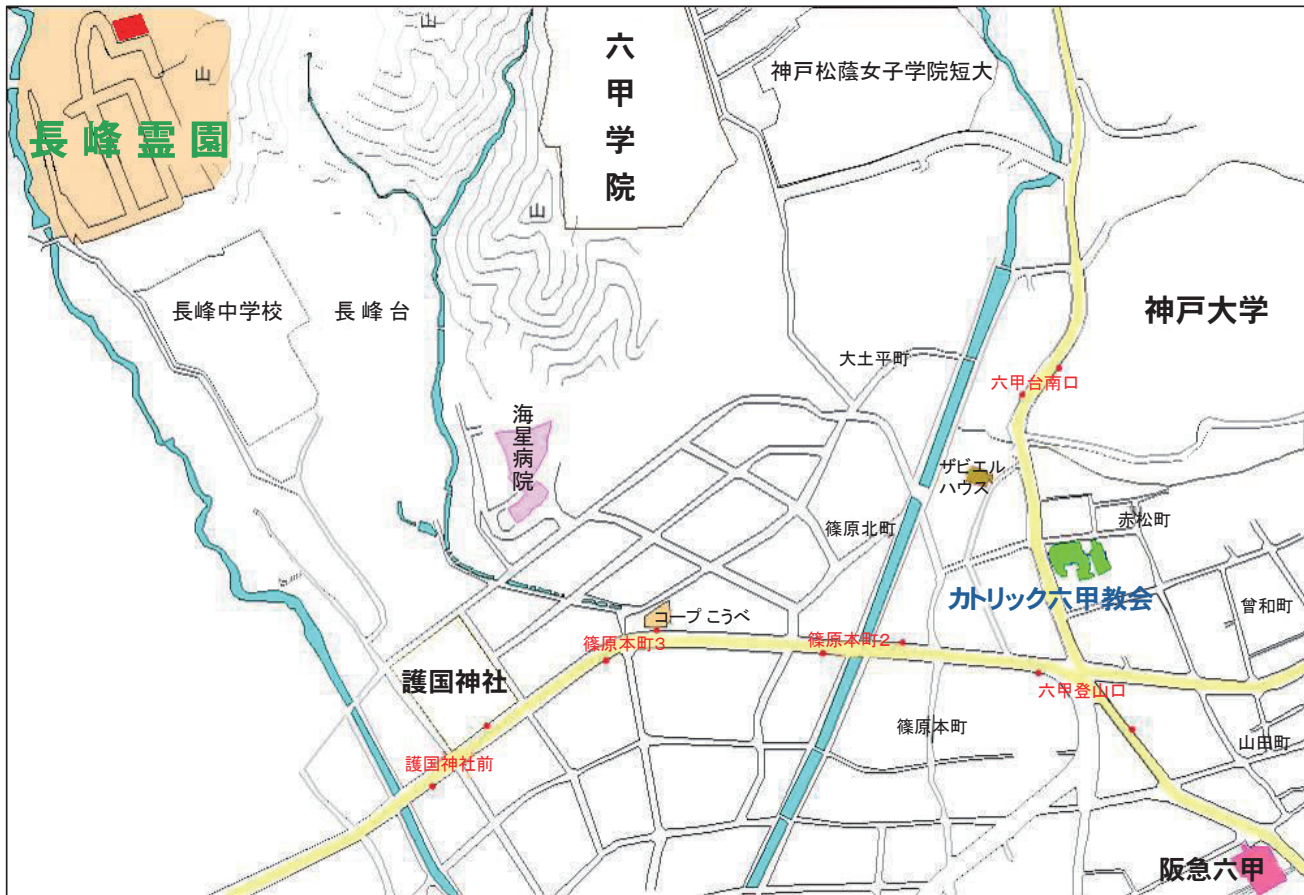 六甲学院
神戸松蔭女子学院短大
山
山
長峰霊園
山
長峰中学校
長峰台
神戸大学
大土平町
六甲台南口
海星病院
ザビエル
ハウス
篠原北町
赤松町
カトリック六甲教会
曾和町
コープ こうべ
篠原本町3
篠原本町2
護国神社
六甲登山口
篠原本町
山田町
護国神社前
阪急六甲